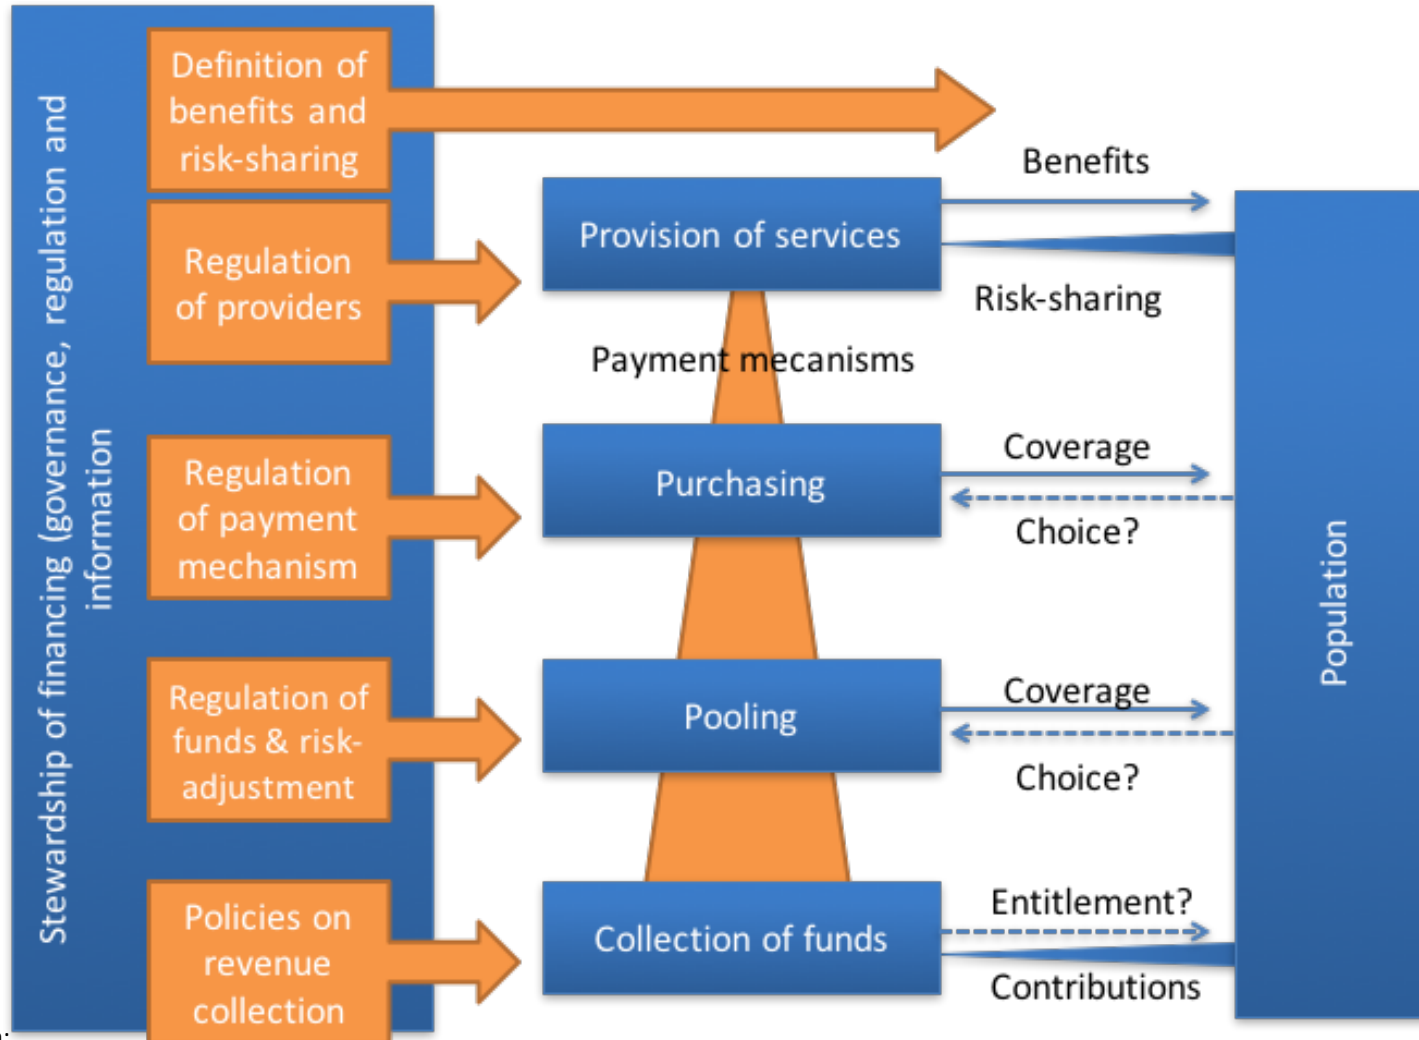 Stewardship of financing (governance, regulation and
information
Definition of
benefits and
risk-sharing
Regulation
of providers
Regulation
of payment
mechanism
Regulation of
funds & risk-
adjustment
Policies on
revenue
collection
Provision of services
Payment mecanisms
Purchasing
Pooling
Collection of funds
Benefits
Risk-sharing
Coverage
Choice?
Coverage
Choice?
Entitlement?
Contributions
Population